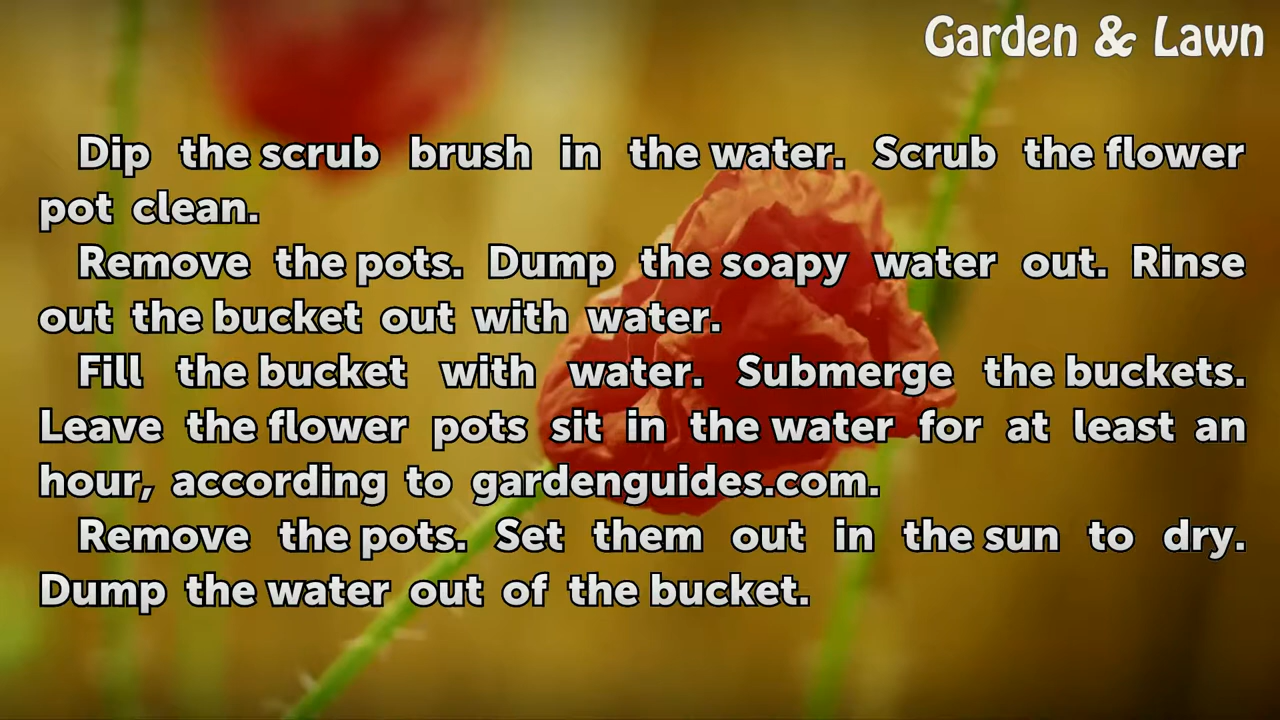 Garden & Lawn
Dip the scrub brush in the water. Scrub the flower
pot clean.
Remove the pots. Dump the soapy water out. Rinse
out the bucket out with water.
Fill the bucket with water. Submerge the buckets.
Leave the flower pots sit in the water for at least an
hour, according to gardenguides.com.
Remove the pots. Set them out in the sun to dry.
Dump the water out of the bucket.